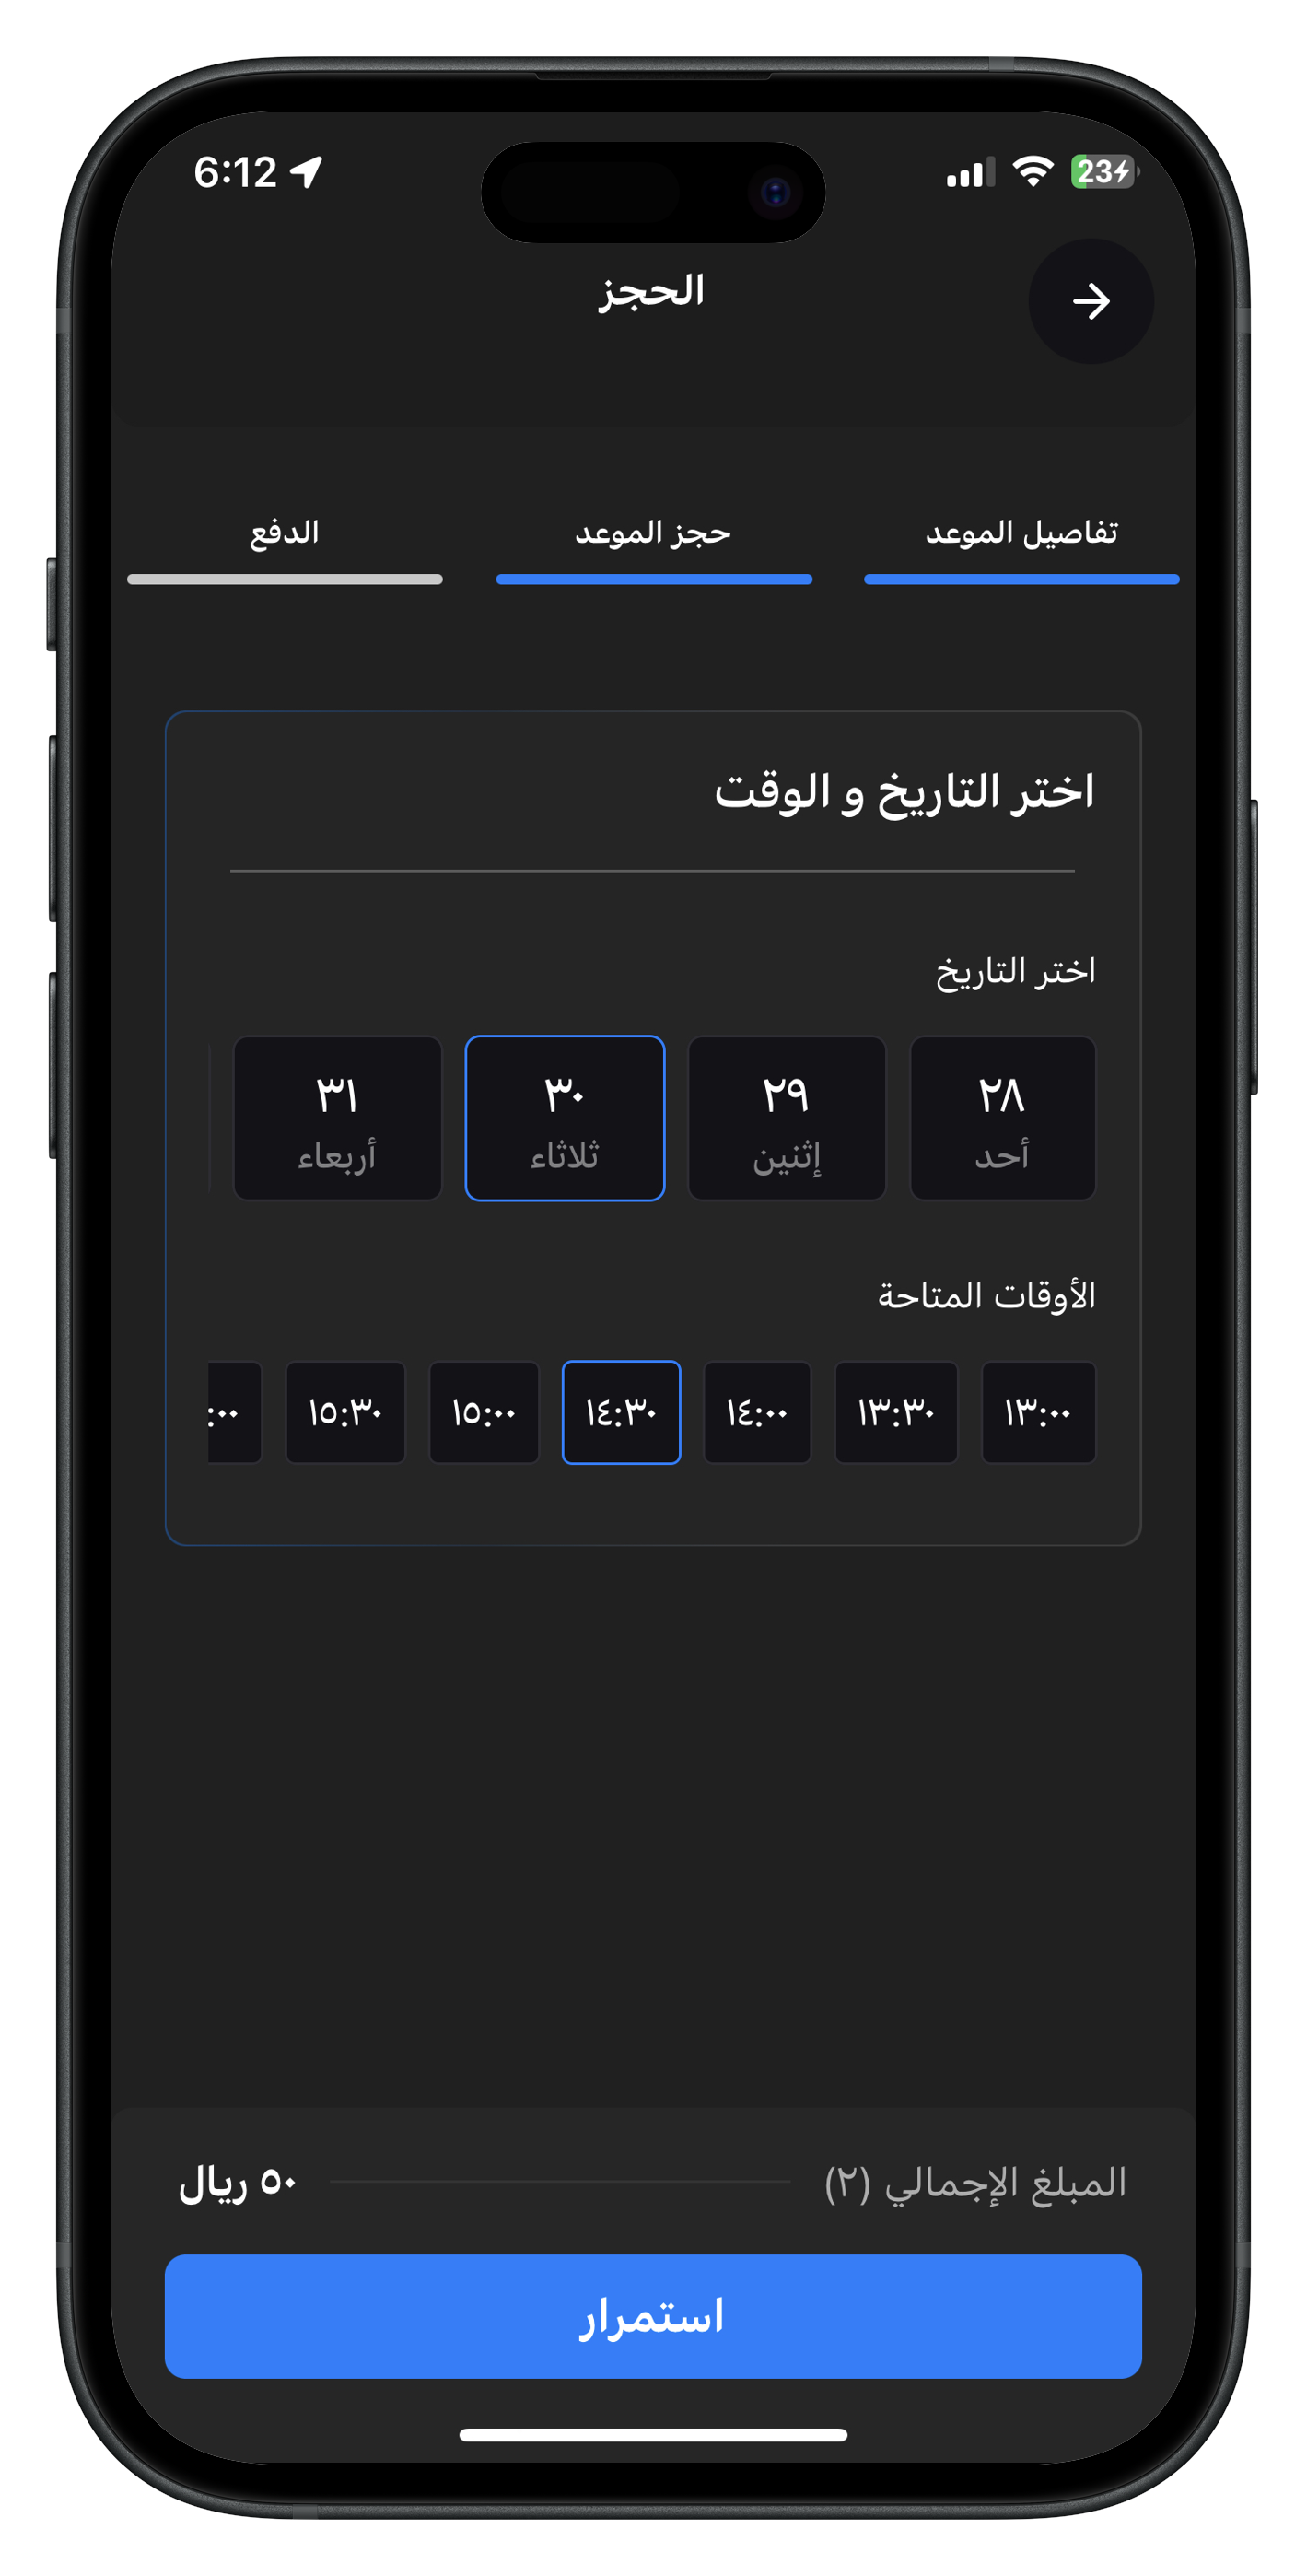 6:12
23
الحجز
تفاصيل الموعد حجز الموعد الدفع
اختر التاريخ و الوقت
اختر التاريخ
٢٨ ٢٩ ٣٠ ٣١
أحد إثنين ثلاثاء أربعاء
الأوقات المتاحة
١٣:٠٠ ١٣:٣٠ ١٤:٠٠ ١٤:٣٠ ١٥:٠٠ ١٥:٣٠ :٠٠
المبلغ الإجمالي (٢) ٥٠ ريال
استمرار